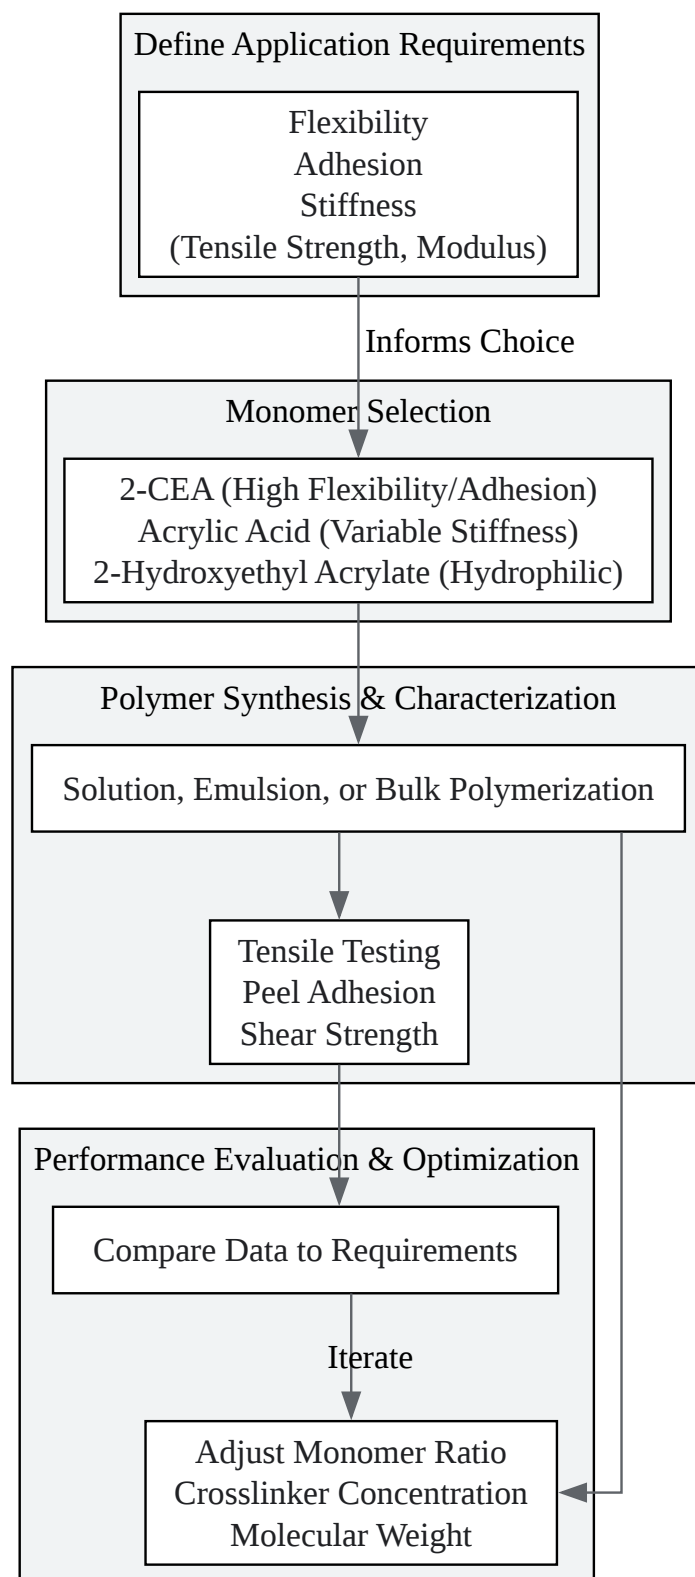 Define Application Requirements
Flexibility
Adhesion
Stiffness
(Tensile Strength, Modulus)
Informs Choice
Monomer Selection
2-CEA (High Flexibility/Adhesion)
Acrylic Acid (Variable Stiffness)
2-Hydroxyethyl Acrylate (Hydrophilic)
Polymer Synthesis & Characterization
Solution, Emulsion, or Bulk Polymerization
Tensile Testing
Peel Adhesion
Shear Strength
Performance Evaluation & Optimization
Compare Data to Requirements
Iterate
Adjust Monomer Ratio
Crosslinker Concentration
Molecular Weight